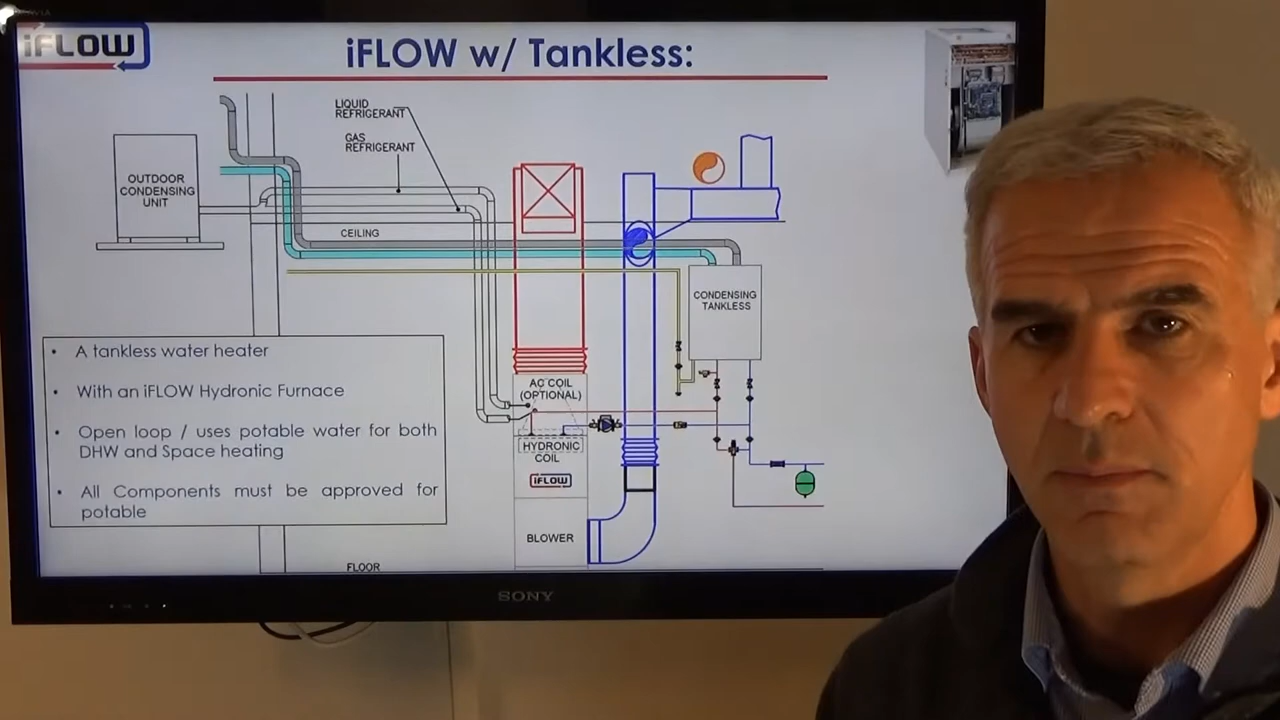 iFLOW
iFLOW w/ Tankless:
LIQUID
REFRIGERANT
GAS
REFRIGERANT
OUTDOOR
CONDENSING
UNIT
CEILING
CONDENSING
TANKLESS
• A tankless water heater
• With an iFLOW Hydronic Furnace
• Open loop / uses potable water for both
DHW and Space heating
• All Components must be approved for
potable
AC COIL
(OPTIONAL)
HYDRONIC
COIL
iFLOW
BLOWER
FLOOR
SONY